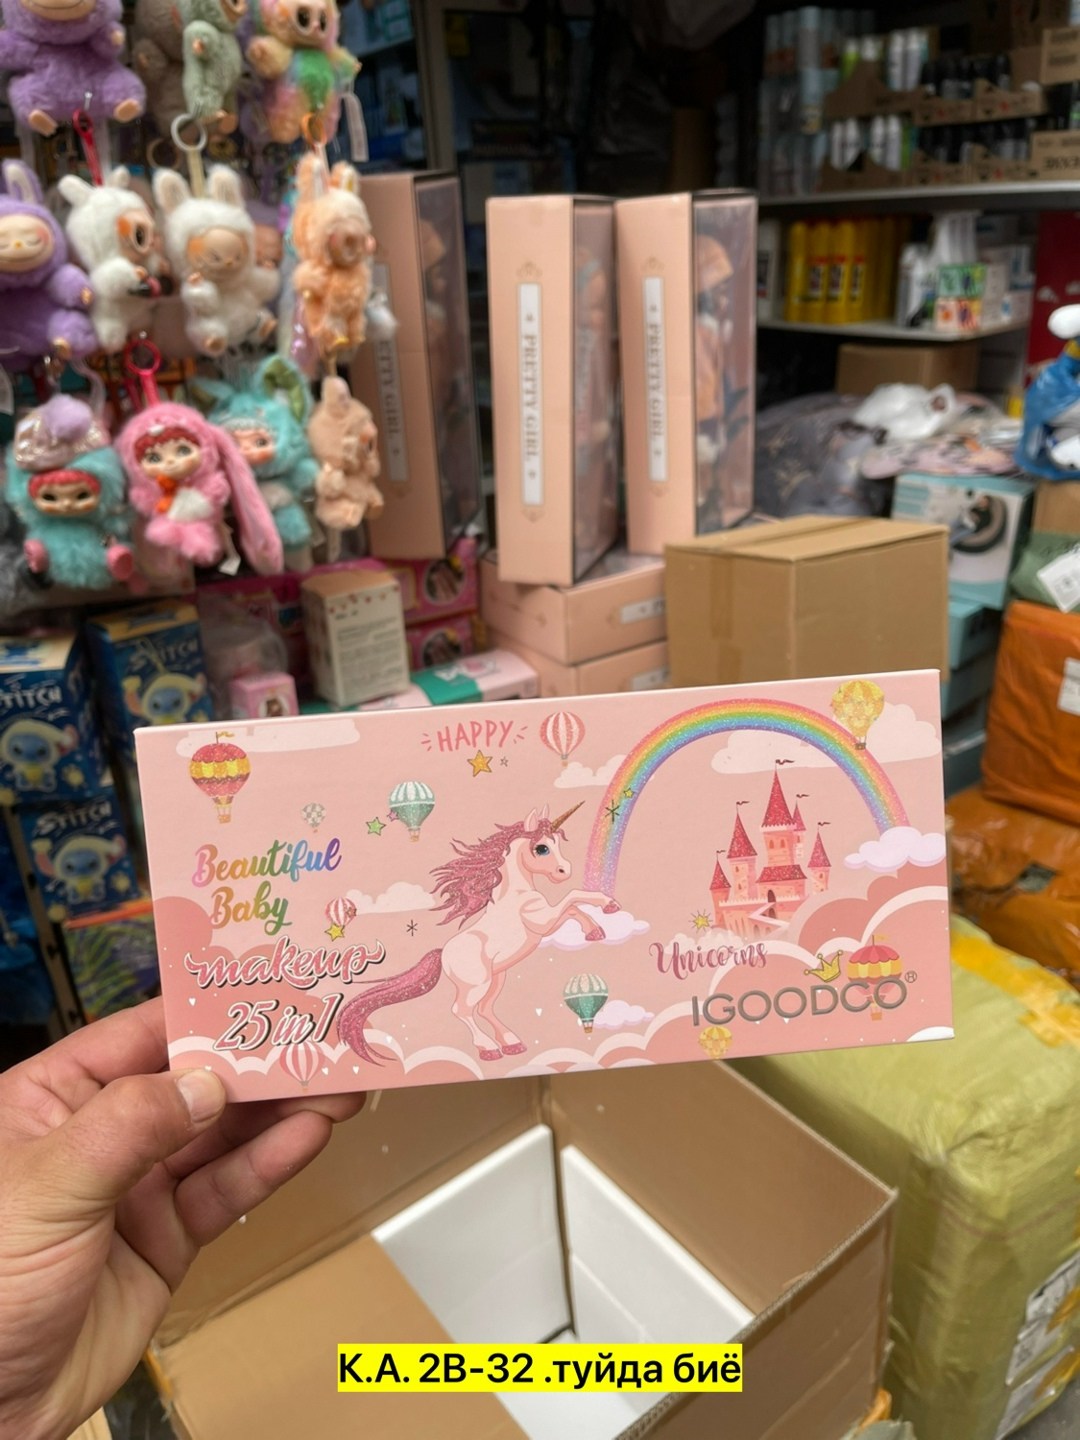 PRETTY GIRL
PRETTY GIRL
STITCH
STITCH
STITCH
HAPPY
Beautiful
Baby
makeup
25 in 1
Unicorns
IGOODCO®
К.А. 2В-32 .туйда биё